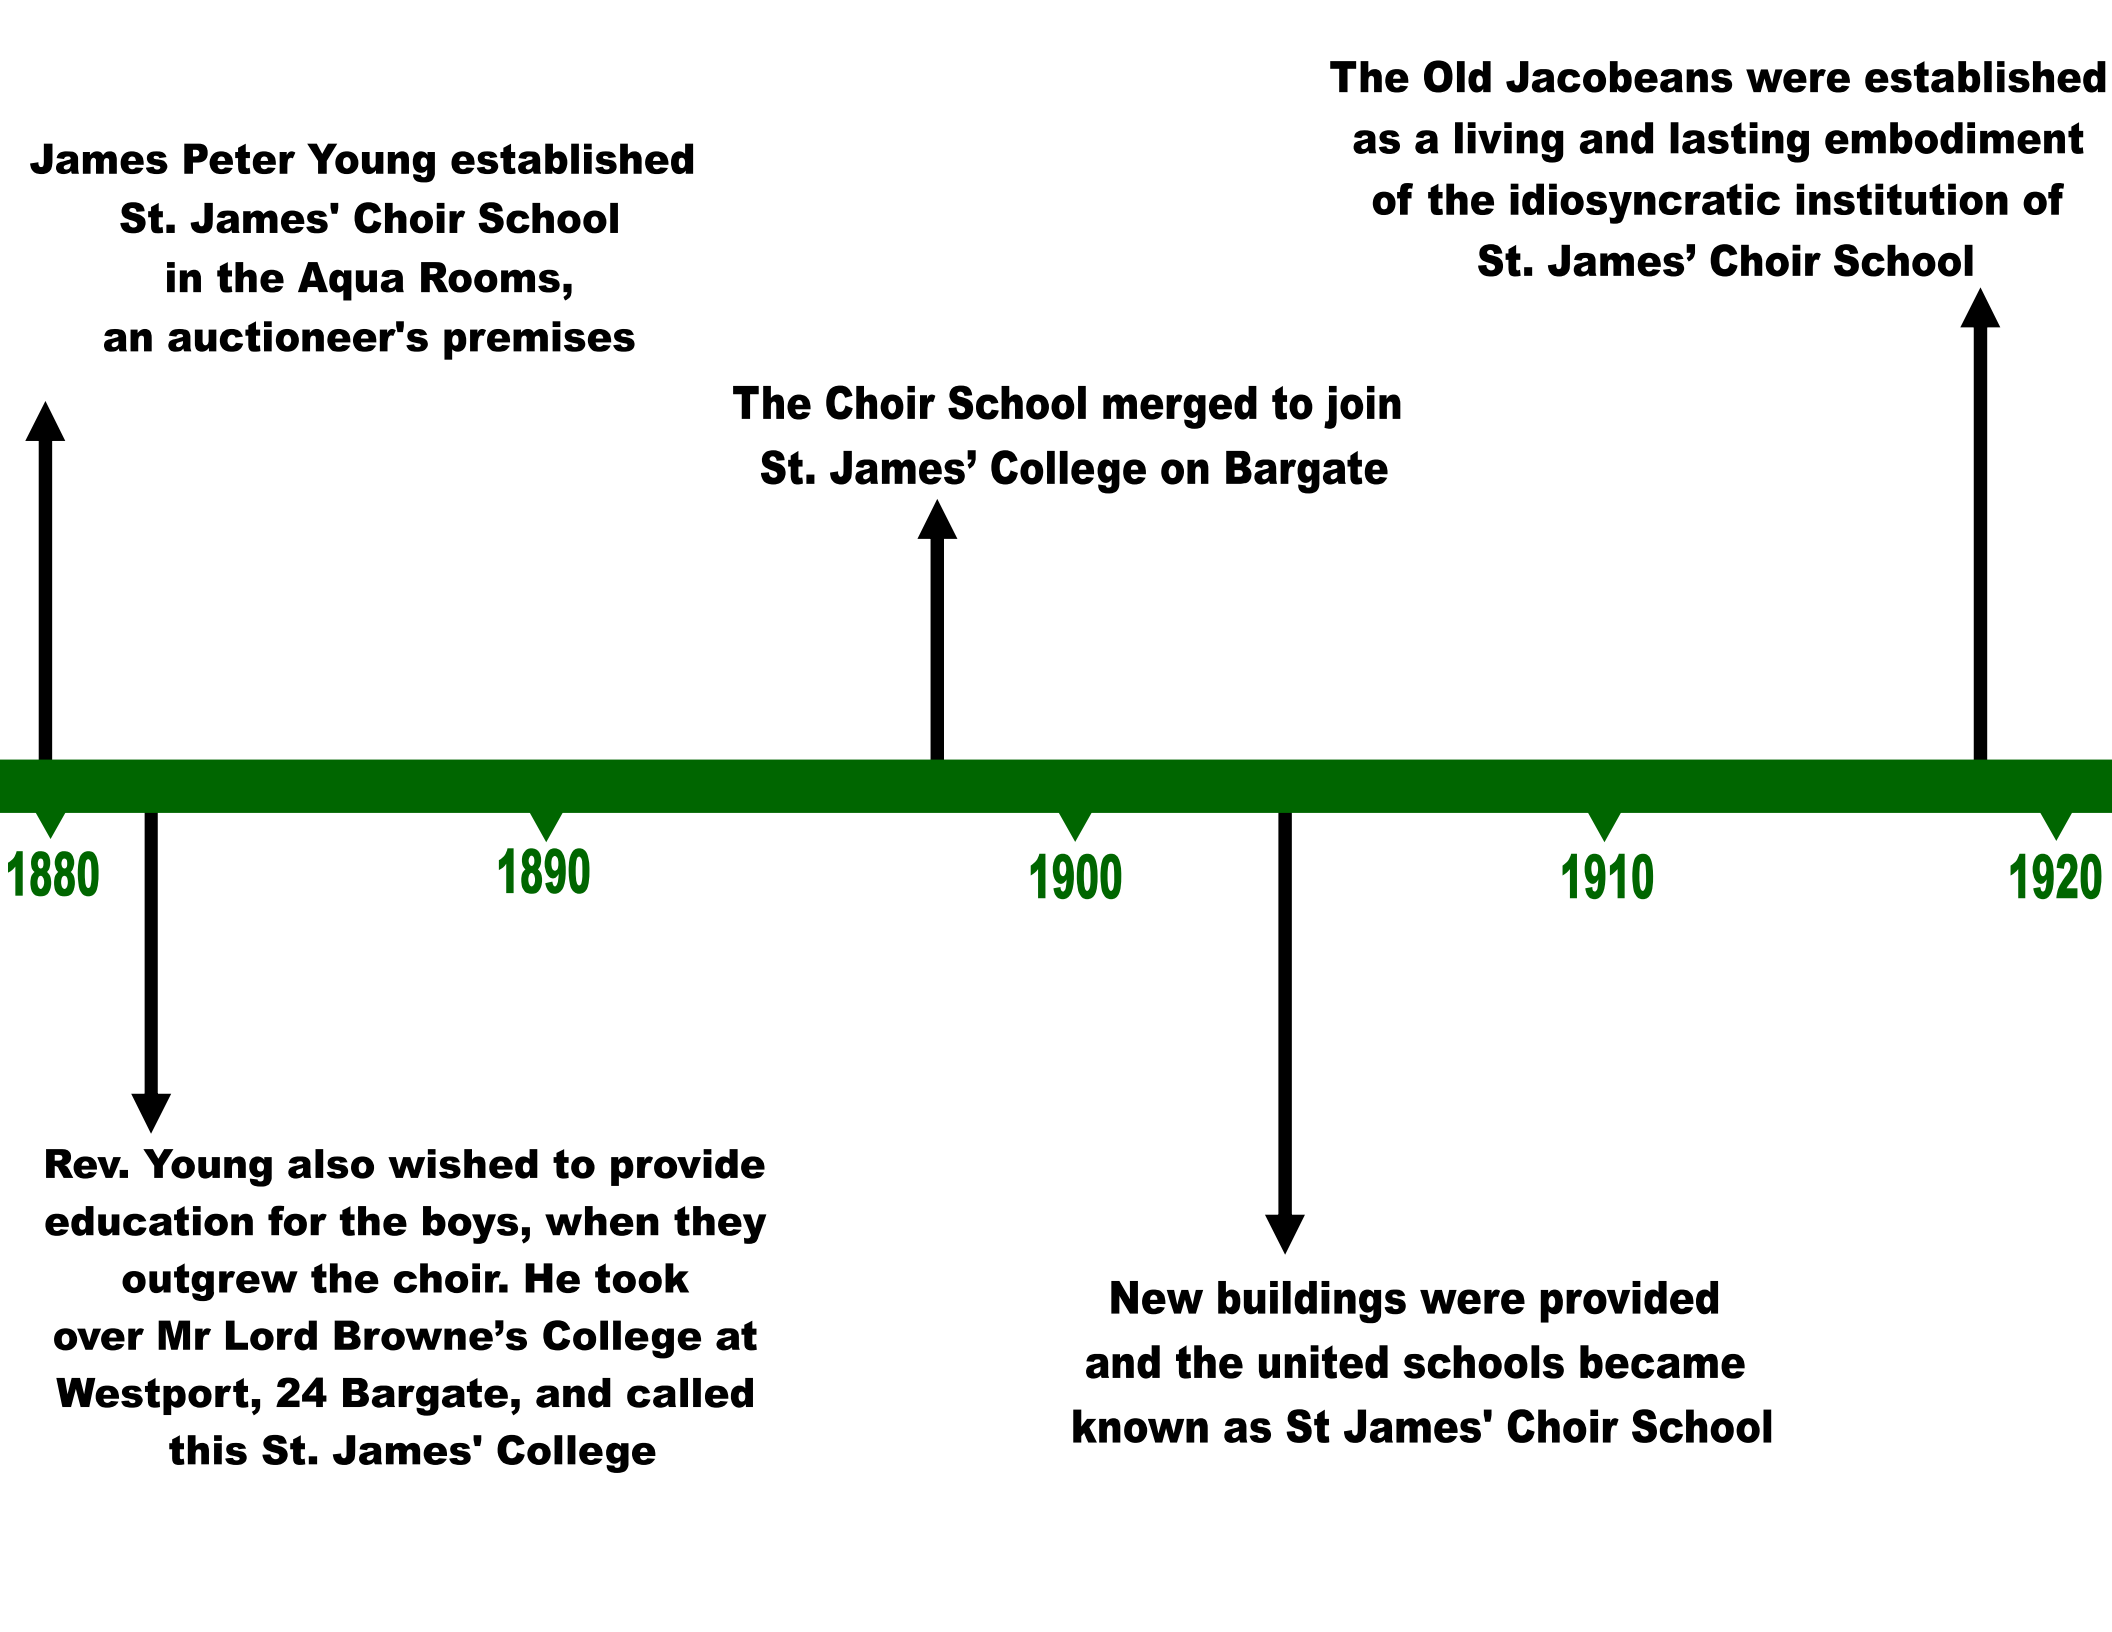 James Peter Young established
St. James' Choir School
in the Aqua Rooms,
an auctioneer's premises
The Choir School merged to join
St. James’ College on Bargate
The Old Jacobeans were established
as a living and lasting embodiment
of the idiosyncratic institution of
St. James’ Choir School
1880
1890
1900
1910
1920
Rev. Young also wished to provide
education for the boys, when they
outgrew the choir. He took
over Mr Lord Browne’s College at
Westport, 24 Bargate, and called
this St. James' College
New buildings were provided
and the united schools became
known as St James' Choir School